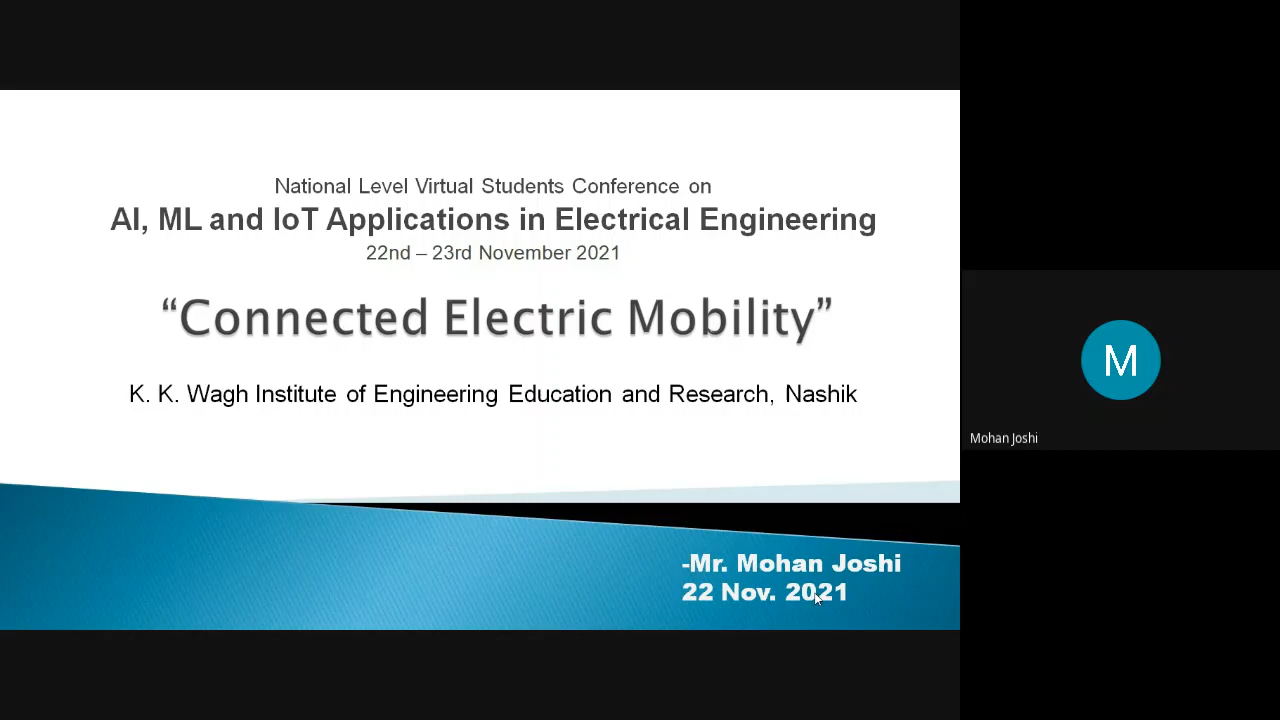 National Level Virtual Students Conference on
AI, ML and IoT Applications in Electrical Engineering
22nd – 23rd November 2021
“Connected Electric Mobility”
K. K. Wagh Institute of Engineering Education and Research, Nashik
-Mr. Mohan Joshi
22 Nov. 2021
M
Mohan Joshi